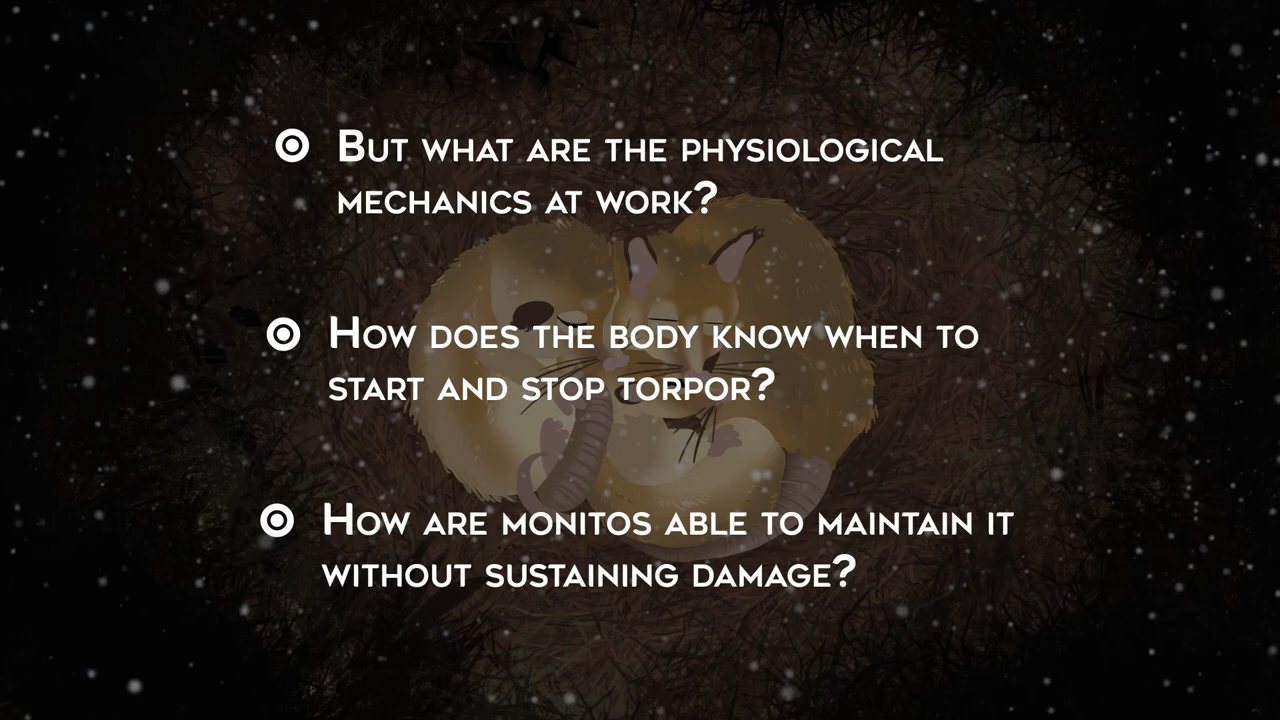 But what are the physiological
mechanics at work?
How does the body know when to
start and stop torpor?
How are monitos able to maintain it
without sustaining damage?